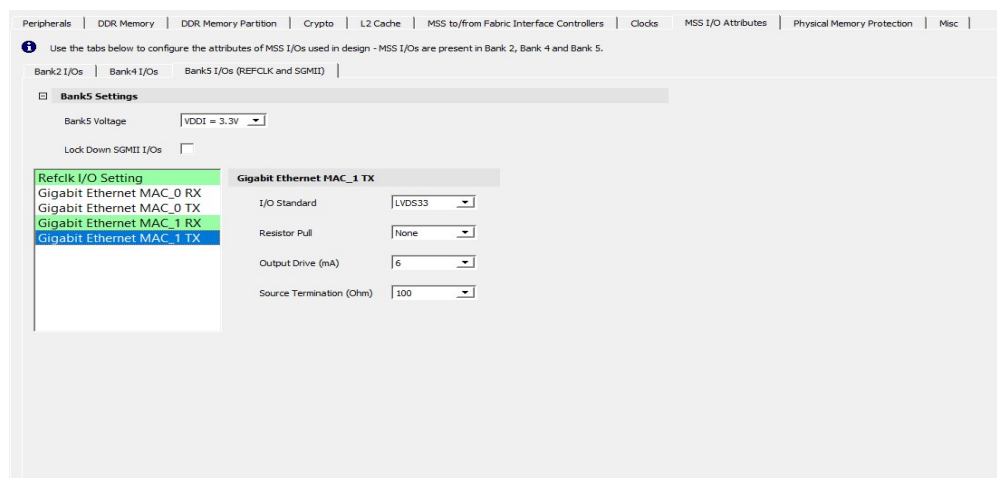 Peripherals DDR Memory DDR Memory Partition Crypto L2 Cache MSS to/from Fabric Interface Controllers Clocks MSS I/O Attributes Physical Memory Protection Misc
Use the tabs below to configure the attributes of MSS I/Os used in design - MSS I/Os are present in Bank 2, Bank 4 and Bank 5.
Bank2 I/Os Bank4 I/Os Bank5 I/Os (REFCLK and SGMII)
Bank5 Settings
Bank5 Voltage VDDI = 3.3V
Lock Down SGMII I/Os
Refclk I/O Setting
Gigabit Ethernet MAC_0 RX
Gigabit Ethernet MAC_0 TX
Gigabit Ethernet MAC_1 RX
Gigabit Ethernet MAC_1 TX
Gigabit Ethernet MAC_1 TX
I/O Standard LVDS33
Resistor Pull None
Output Drive (mA) 6
Source Termination (Ohm) 100